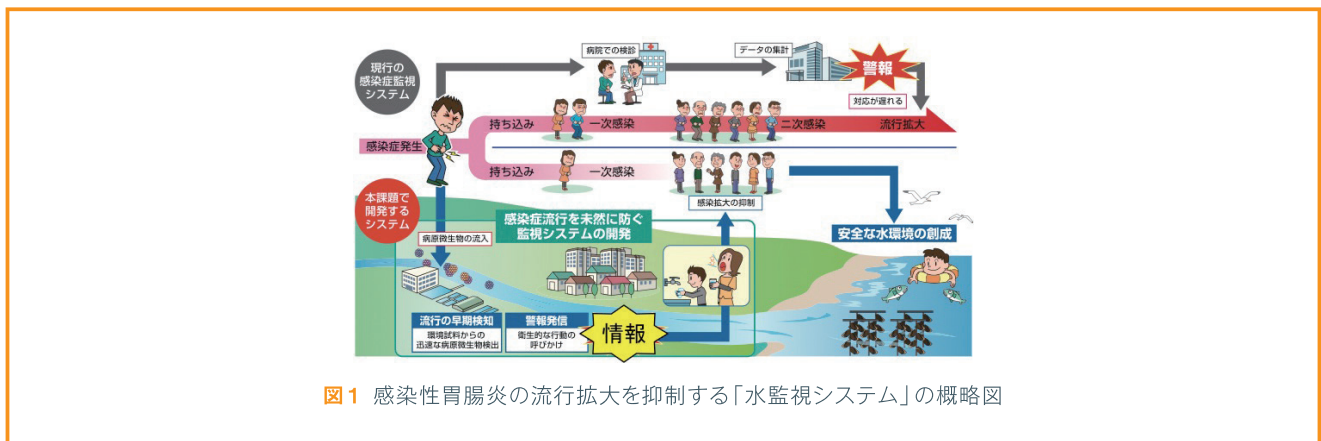 病院での検診
データの集計
現行の
感染症監視
システム
警報
対応が遅れる
持ち込み
一次感染
二次感染
流行拡大
感染症発生
持ち込み
一次感染
感染拡大の抑制
本課題で
開発する
システム
病原微生物の流入
感染症流行を未然に防ぐ
監視システムの開発
安全な水環境の創成
流行の早期検知
環境試料からの
迅速な病原微生物検出
警報発信
衛生的な行動の
呼びかけ
情報
図1 感染性胃腸炎の流行拡大を抑制する「水監視システム」の概略図